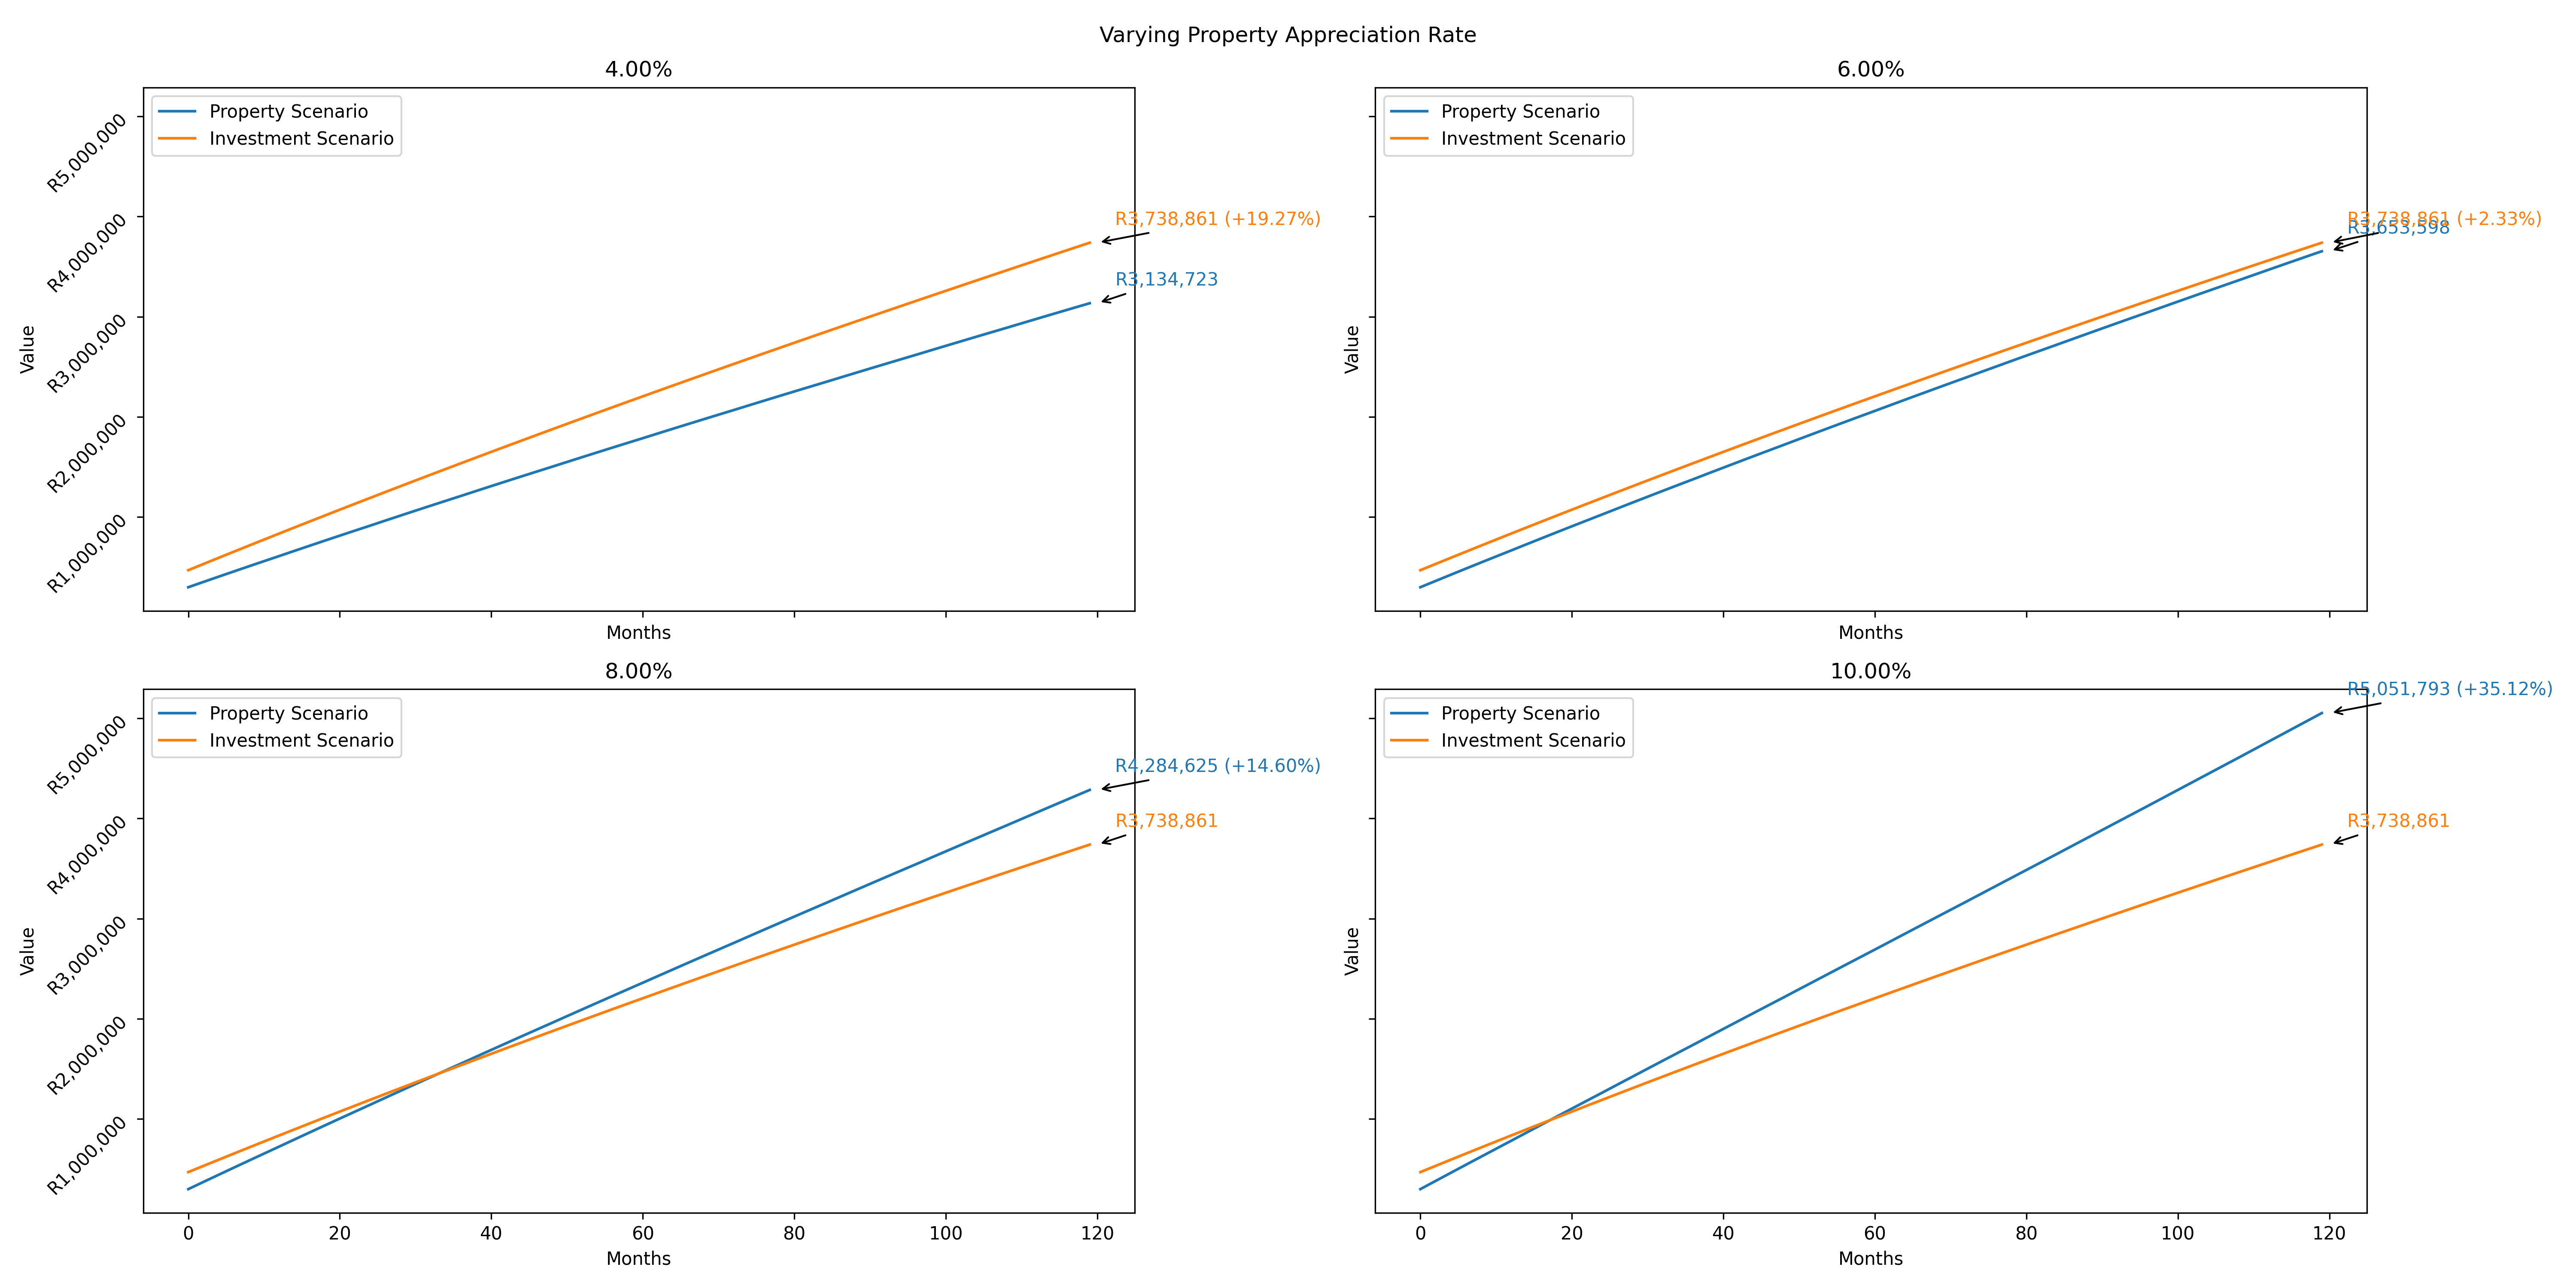 Varying Property Appreciation Rate
4.00%
Property Scenario
Investment Scenario
R5,000,000
R4,000,000
R3,000,000
R2,000,000
R1,000,000
Value
R3,738,861 (+19.27%)
R3,134,723
Months
6.00%
Property Scenario
Investment Scenario
Value
R3,738,861 (+2.33%)
R3,653,598
Months
8.00%
Property Scenario
Investment Scenario
R5,000,000
R4,000,000
R3,000,000
R2,000,000
R1,000,000
Value
R4,284,625 (+14.60%)
R3,738,861
0 20 40 60 80 100 120
Months
10.00%
Property Scenario
Investment Scenario
Value
R5,051,793 (+35.12%)
R3,738,861
0 20 40 60 80 100 120
Months